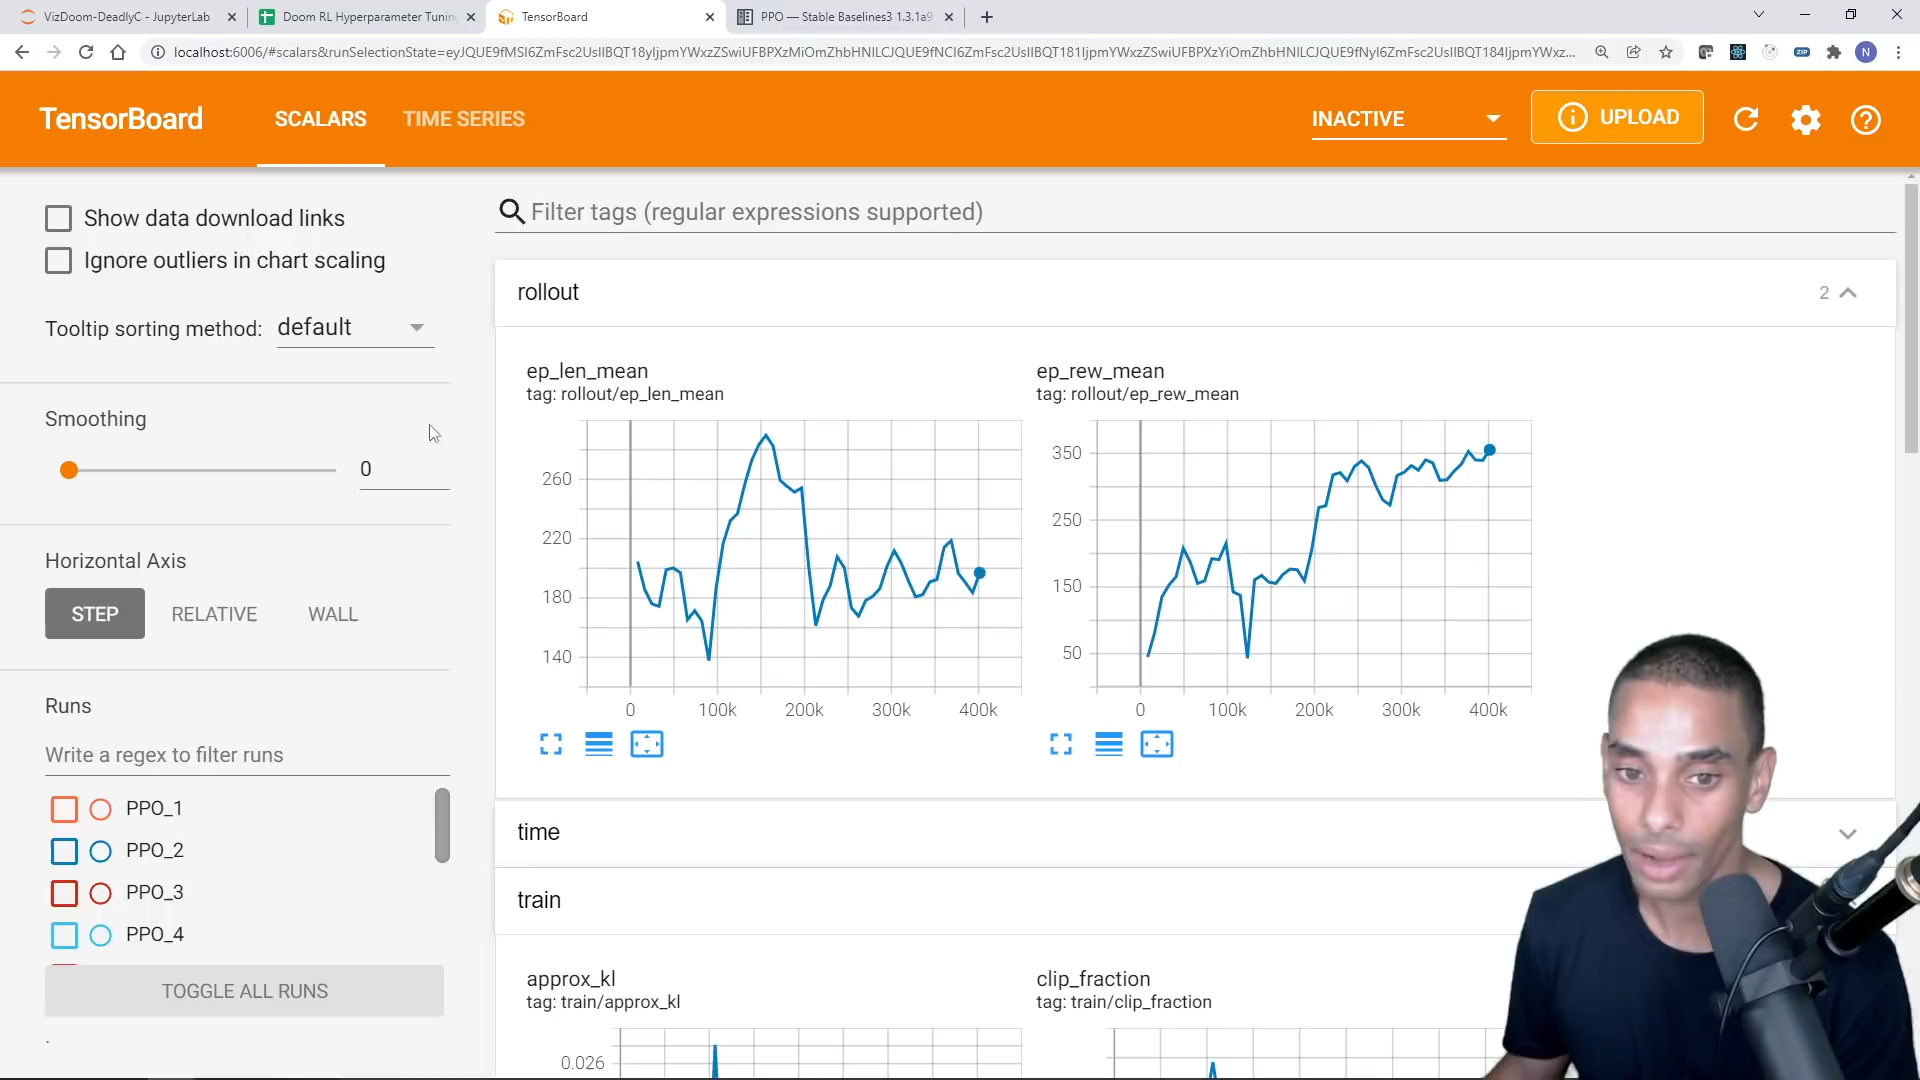 VizDoom-DeadlyC - JupyterLab
Doom RL Hyperparameter Tuning
TensorBoard
PPO — Stable Baselines3 1.3.1a9
TensorBoard
SCALARS
TIME SERIES
INACTIVE
UPLOAD
Show data download links
Ignore outliers in chart scaling
Tooltip sorting method: default
Smoothing
0
Horizontal Axis
STEP
RELATIVE
WALL
Runs
Write a regex to filter runs
PPO_1
PPO_2
PPO_3
PPO_4
TOGGLE ALL RUNS
Filter tags (regular expressions supported)
rollout
2
ep_len_mean
tag: rollout/ep_len_mean
260
220
180
140
0 100k 200k 300k 400k
ep_rew_mean
tag: rollout/ep_rew_mean
350
250
150
50
0 100k 200k 300k 400k
time
train
approx_kl
tag: train/approx_kl
0.026
clip_fraction
tag: train/clip_fraction
N
ZIP